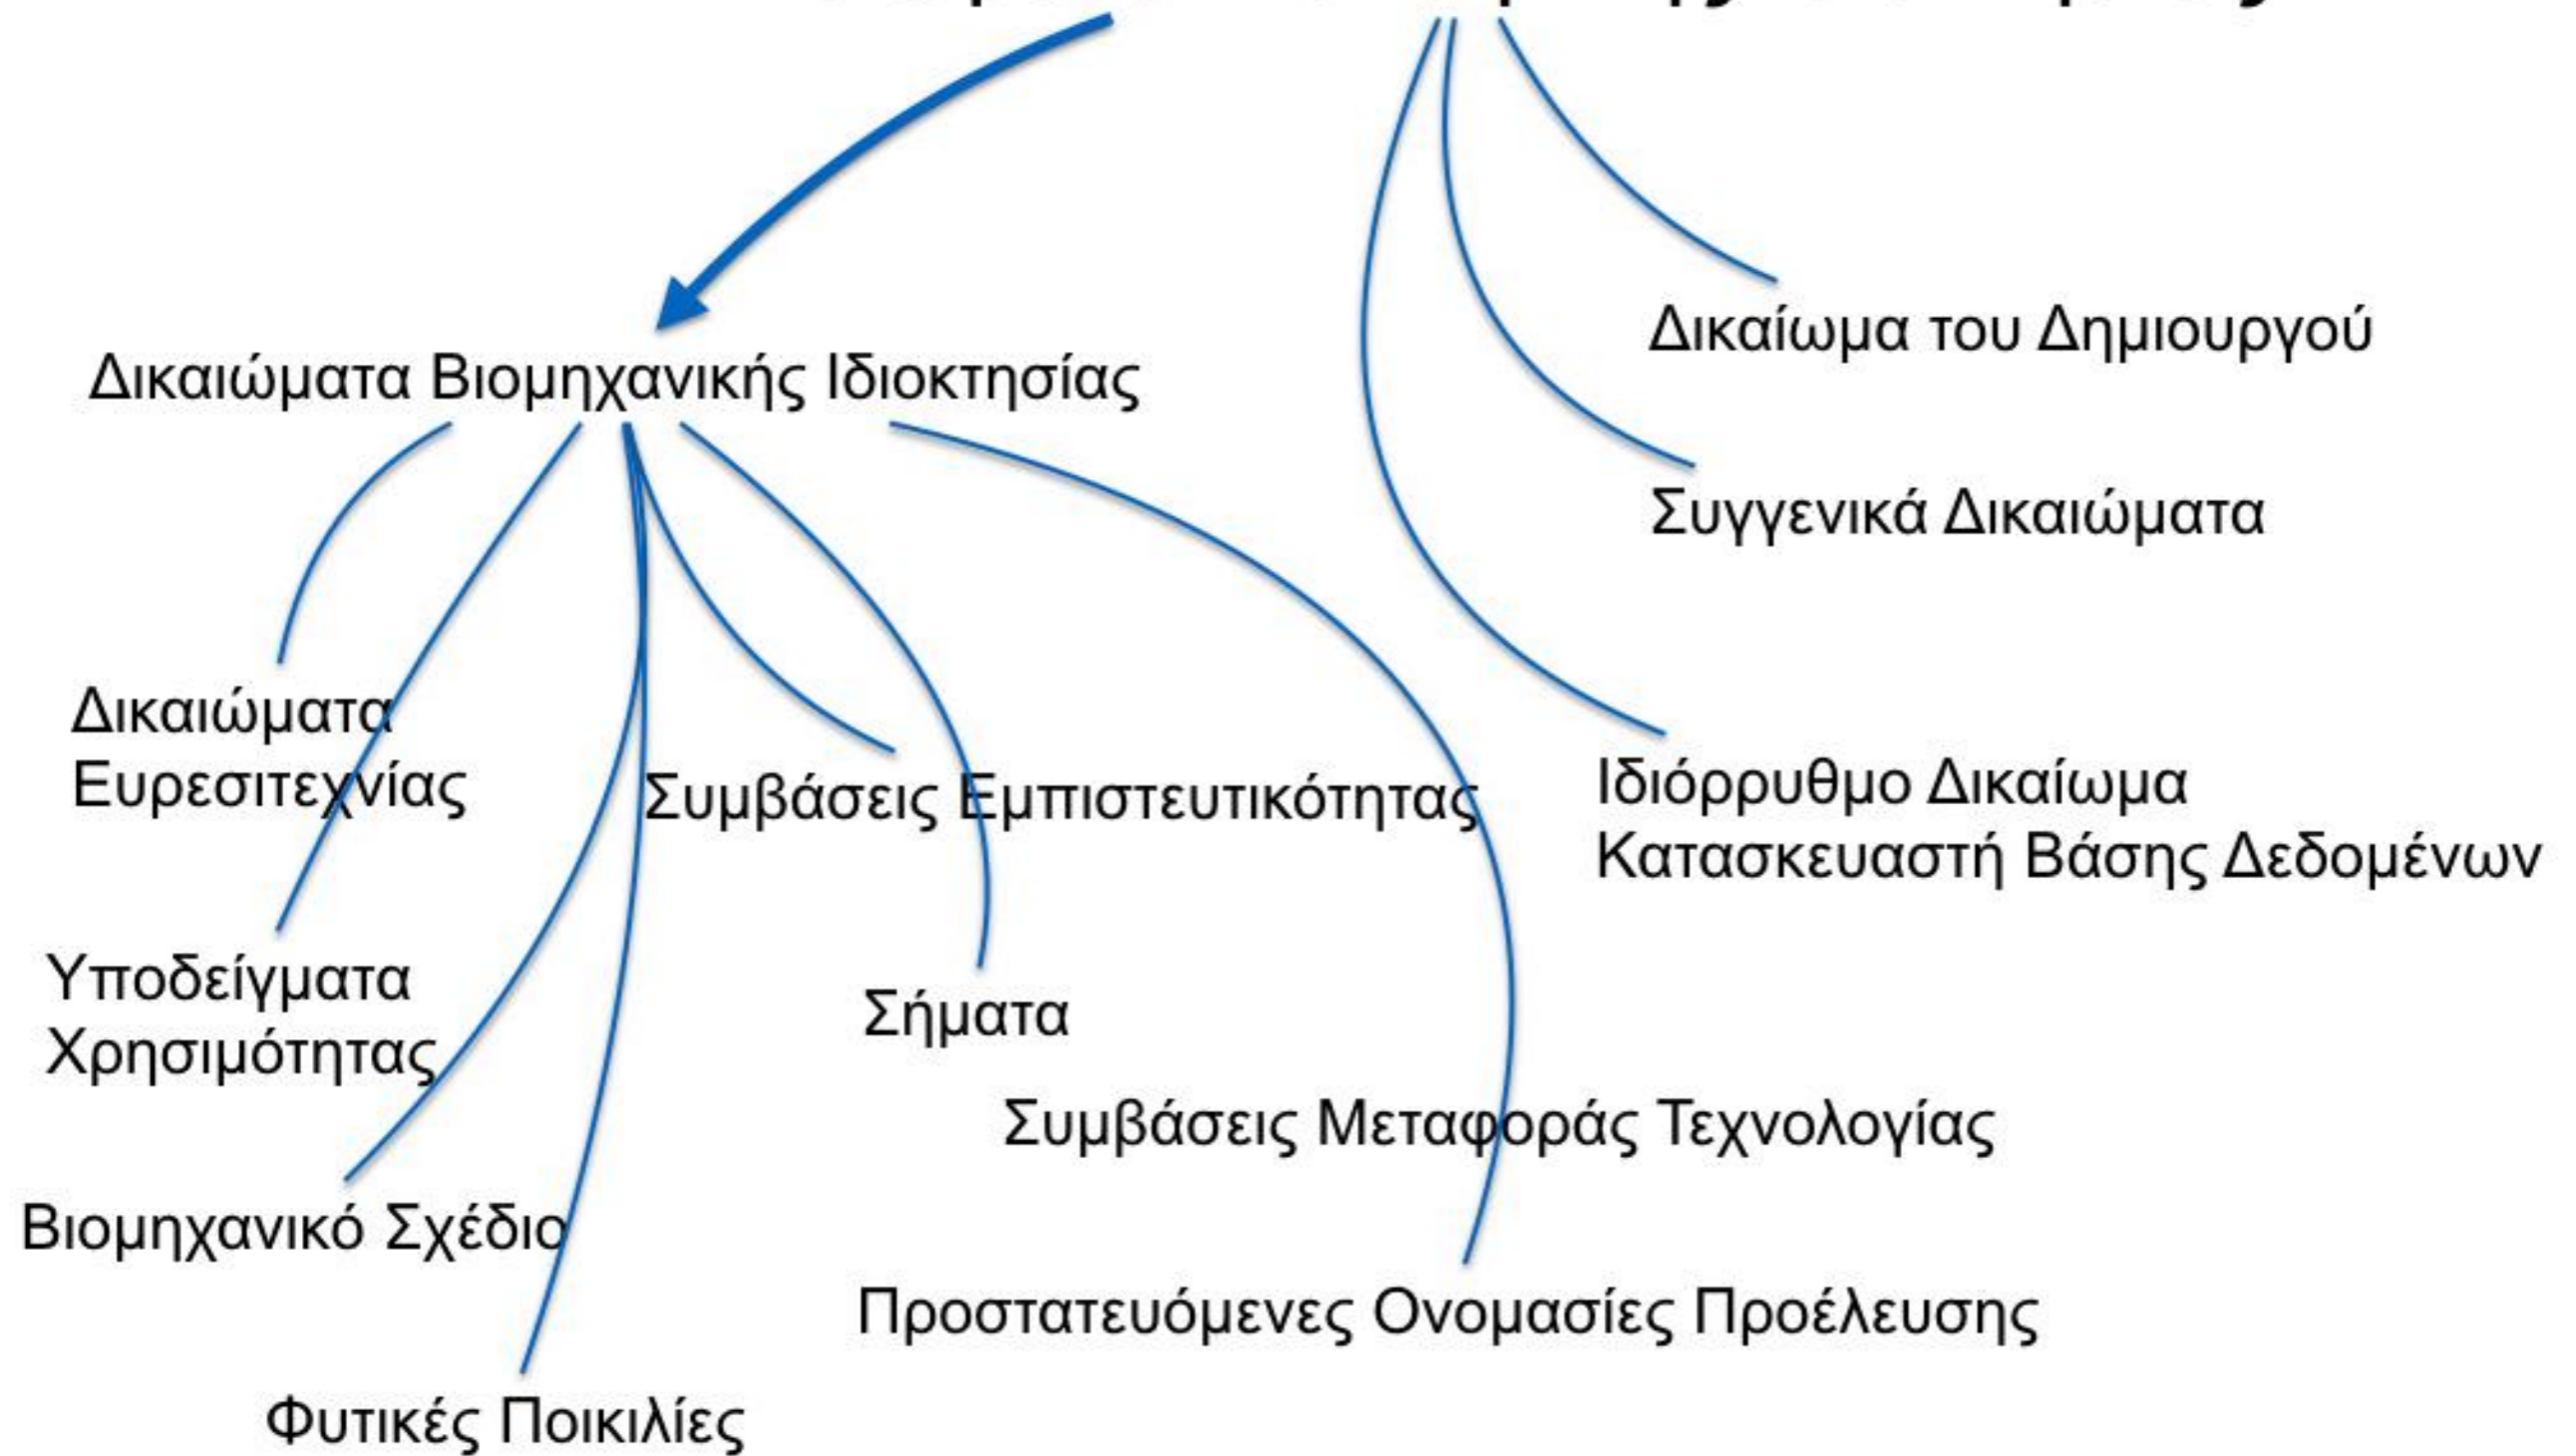 Δικαίωμα του Δημιουργού
Δικαιώματα Βιομηχανικής Ιδιοκτησίας
Συγγενικά Δικαιώματα
Δικαιώματα
Ευρεσιτεχνίας
Συμβάσεις Εμπιστευτικότητας
Ιδιόρρυθμο Δικαίωμα
Κατασκευαστή Βάσης Δεδομένων
Υποδείγματα
Χρησιμότητας
Σήματα
Συμβάσεις Μεταφοράς Τεχνολογίας
Βιομηχανικό Σχέδιο
Προστατευόμενες Ονομασίες Προέλευσης
Φυτικές Ποικιλίες